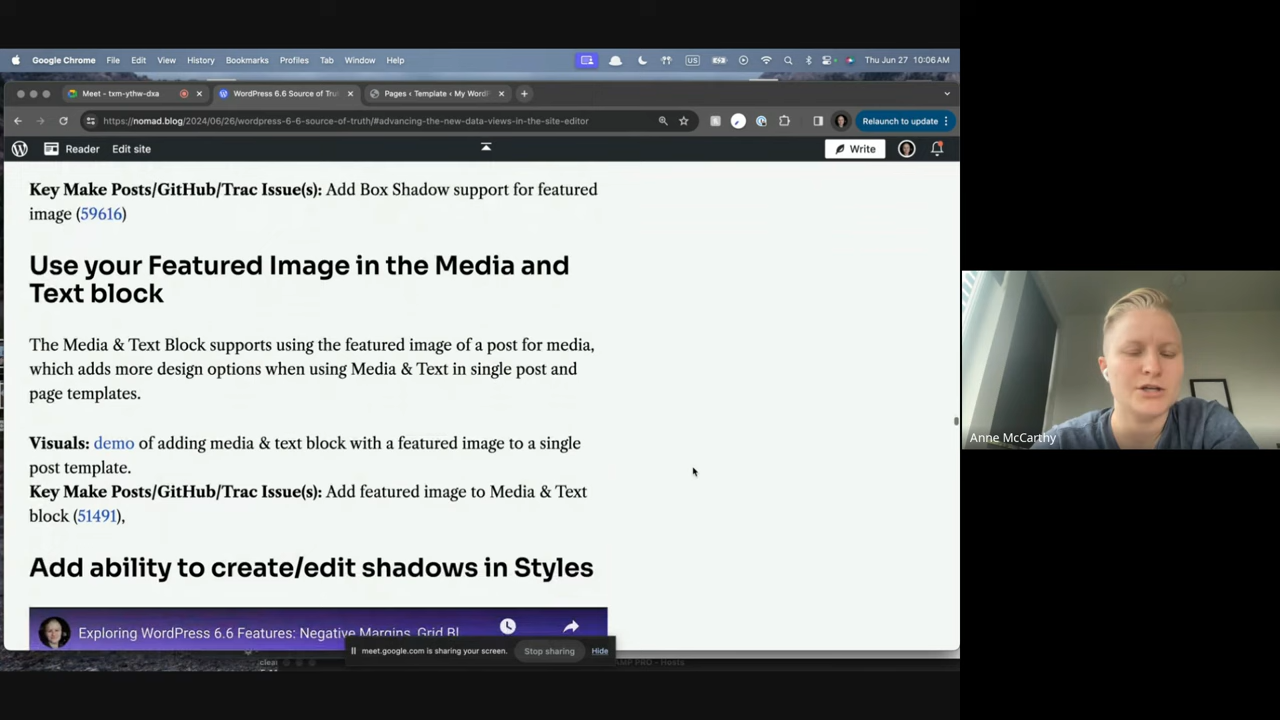 Google Chrome File Edit View History Bookmarks Profiles Tab Window Help US Thu Jun 27 10:06 AM
Meet - txm-ythw-dxa WordPress 6.6 Source of Tru Pages ‹ Template ‹ My WordP
https://nomad.blog/2024/06/26/wordpress-6-6-source-of-truth/#advancing-the-new-data-views-in-the-site-editor Relaunch to update
Reader Edit site Write
Key Make Posts/GitHub/Trac Issue(s): Add Box Shadow support for featured
image (59616)
Use your Featured Image in the Media and
Text block
The Media & Text Block supports using the featured image of a post for media,
which adds more design options when using Media & Text in single post and
page templates.
Visuals: demo of adding media & text block with a featured image to a single
post template.
Key Make Posts/GitHub/Trac Issue(s): Add featured image to Media & Text
block (51491),
Add ability to create/edit shadows in Styles
Exploring WordPress 6.6 Features: Negative Margins, Grid Bl
meet.google.com is sharing your screen. Stop sharing Hide
AMP PRO - Hosts
Anne McCarthy